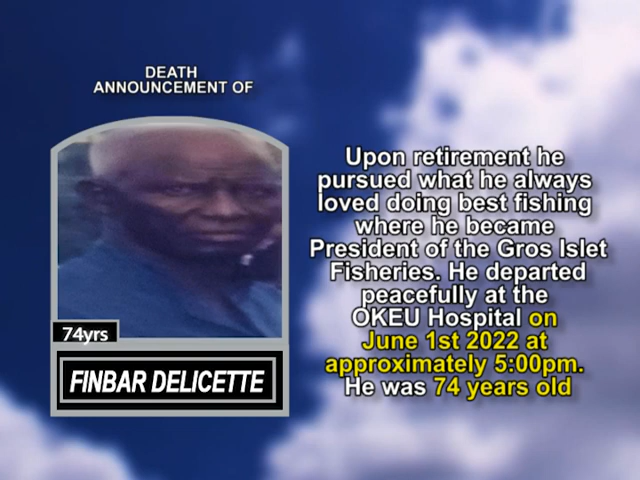 DEATH
ANNOUNCEMENT OF
74yrs
FINBAR DELICETTE
Upon retirement he
pursued what he always
loved doing best fishing
where he became
President of the Gros Islet
Fisheries. He departed
peacefully at the
OKEU Hospital on
June 1st 2022 at
approximately 5:00pm.
He was 74 years old